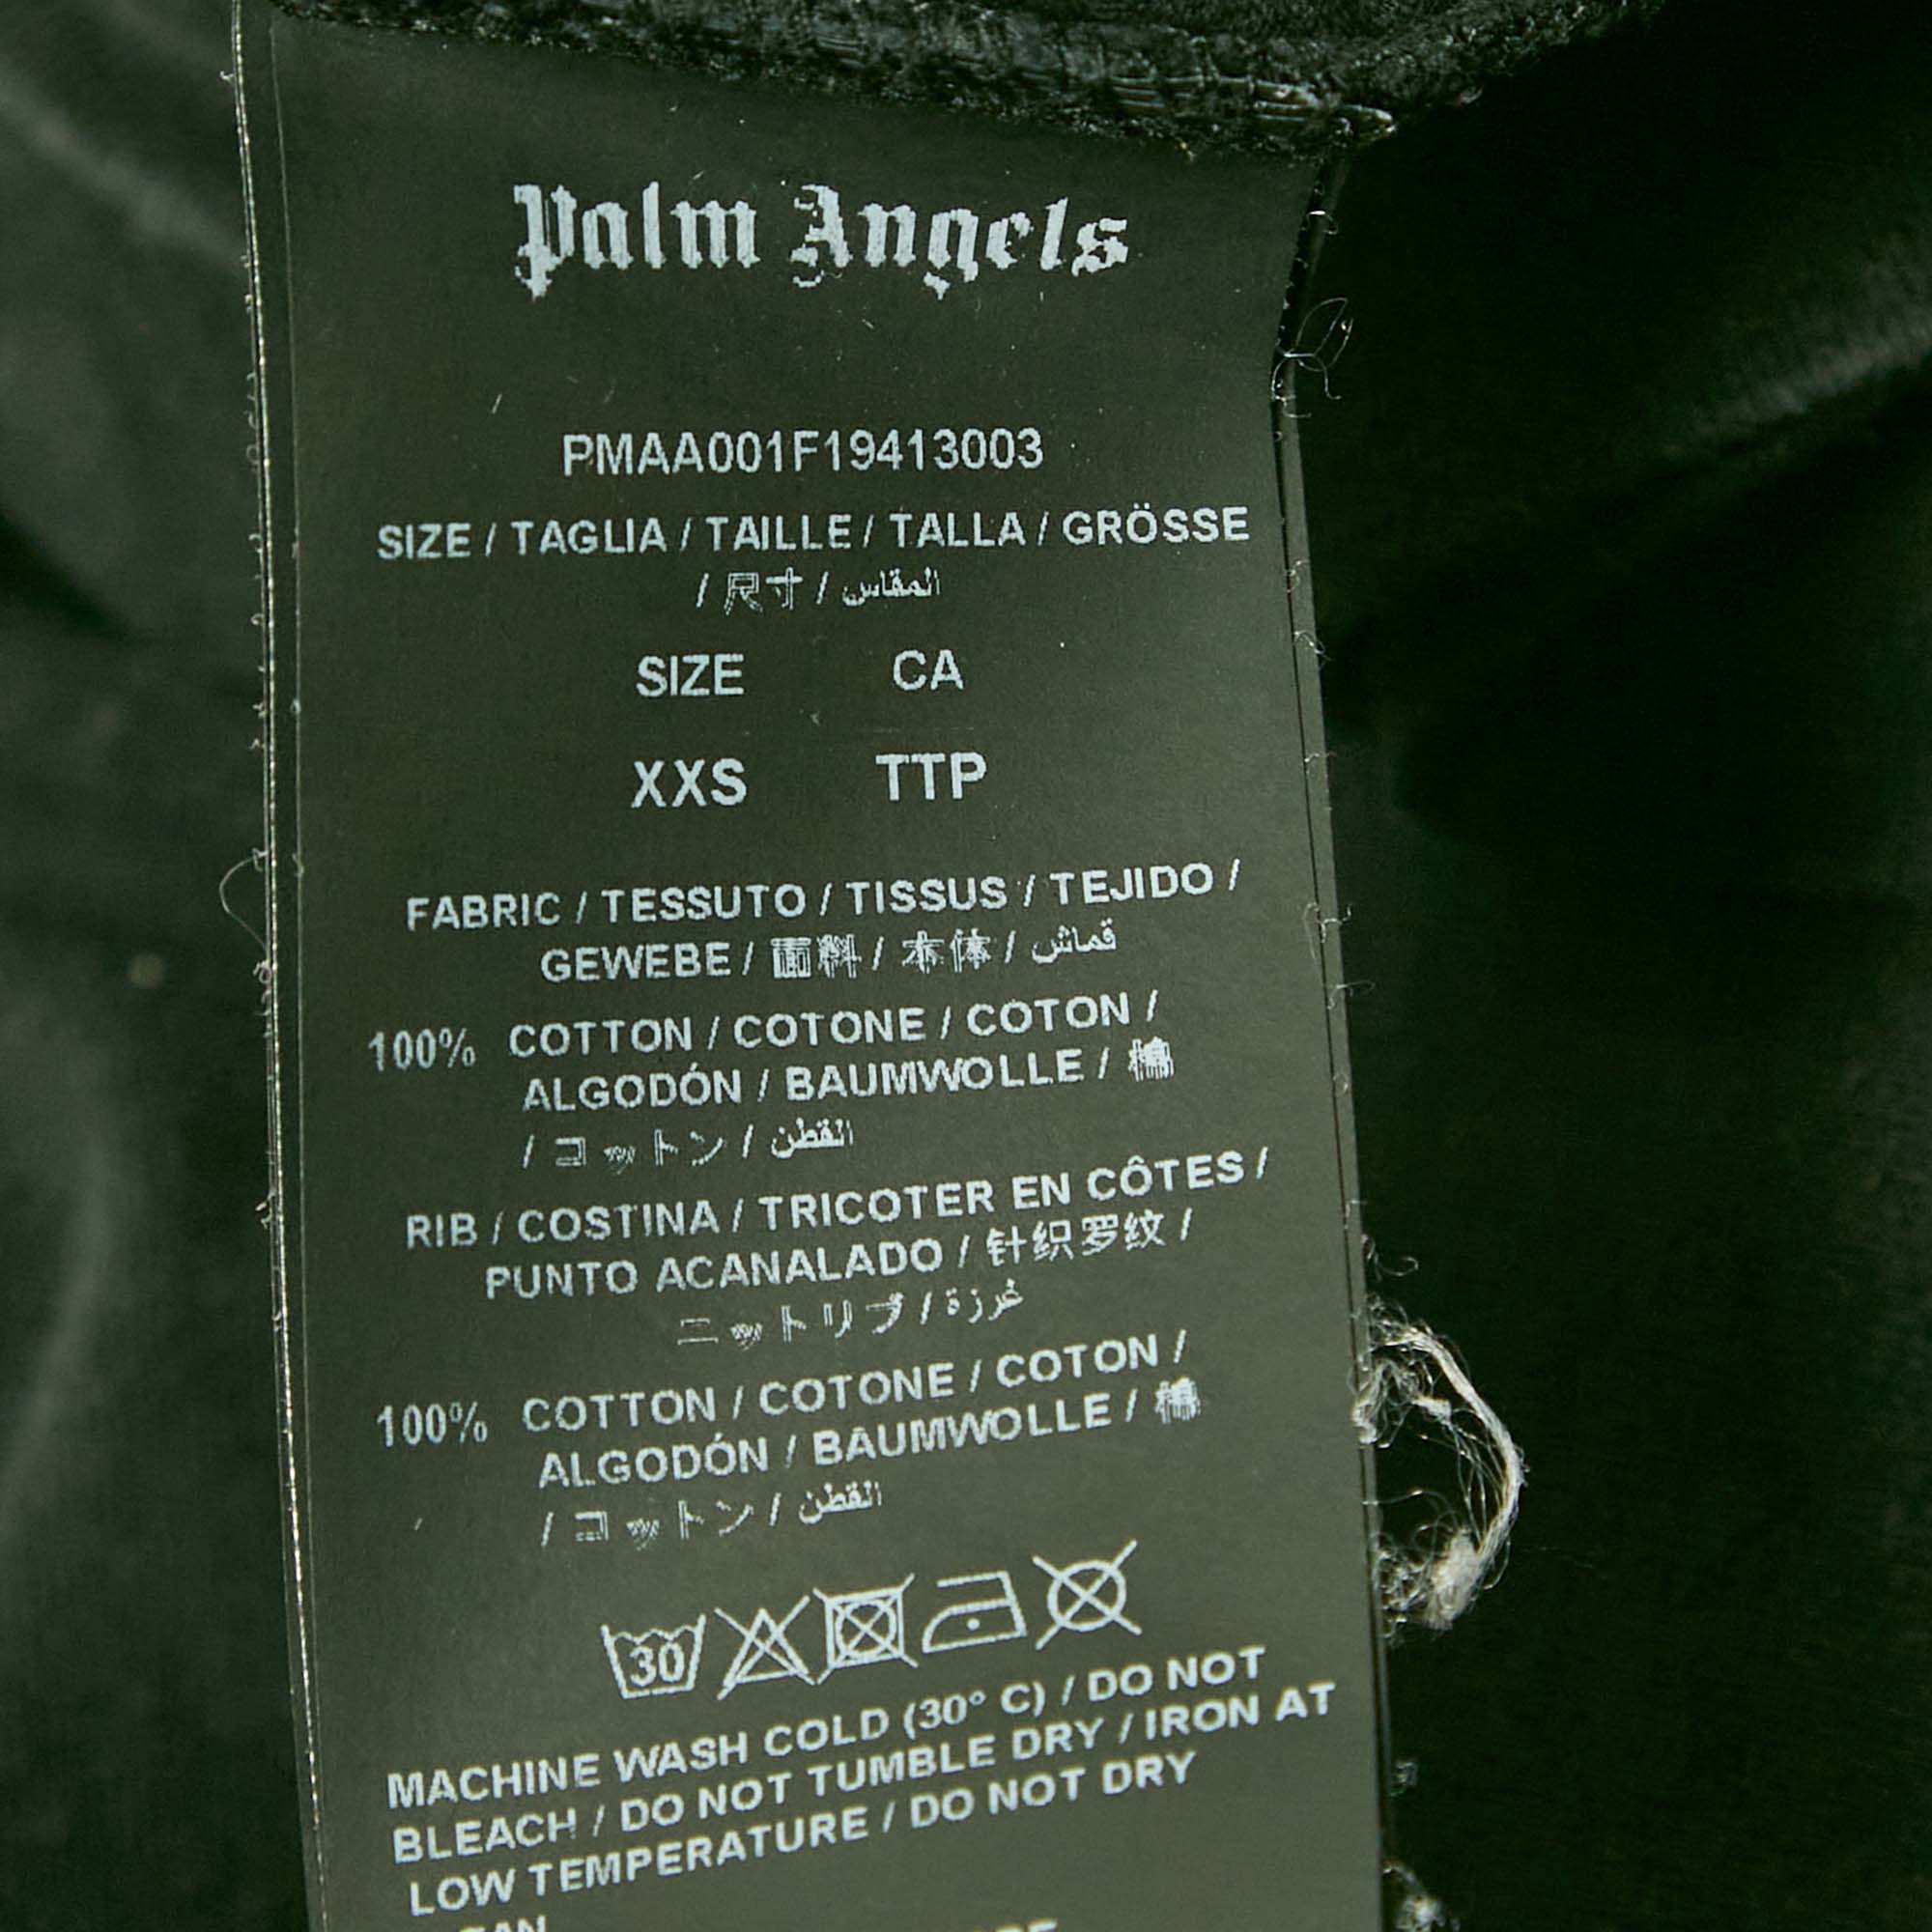 Palm Angels
PMAA001F19413003
SIZE / TAGLIA / TAILLE / TALLA / GRÖSSE
/ 尺寸 / المقاس
SIZE CA
XXS TTP
FABRIC / TESSUTO / TISSUS / TEJIDO /
GEWEBE / 面料 / 本体 / قماش
100% COTTON / COTONE / COTON /
ALGODÓN / BAUMWOLLE / 棉
/ コットン / القطن
RIB / COSTINA / TRICOTER EN CÔTES /
PUNTO ACANALADO / 针织罗纹 /
ニットリブ / غرزة
100% COTTON / COTONE / COTON /
ALGODÓN / BAUMWOLLE / 棉
/ コットン / القطن
30
MACHINE WASH COLD (30° C) / DO NOT
BLEACH / DO NOT TUMBLE DRY / IRON AT
LOW TEMPERATURE / DO NOT DRY